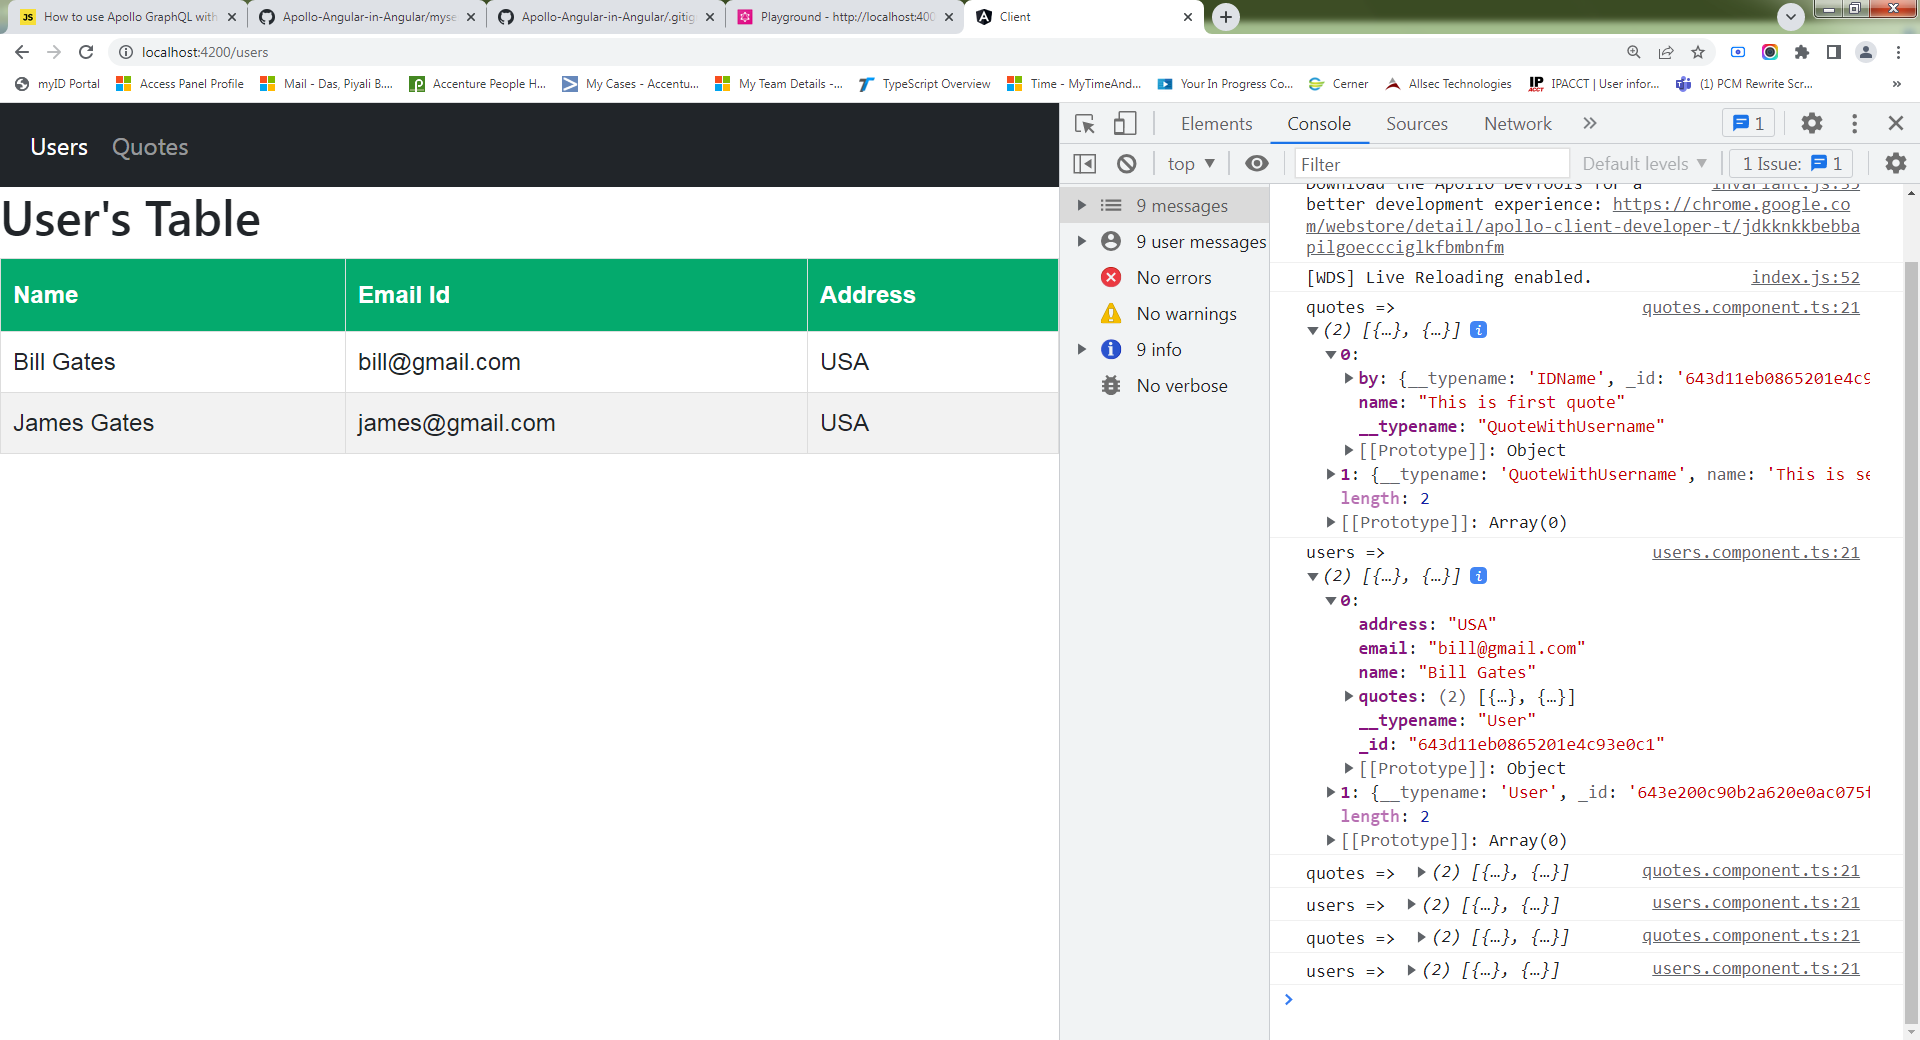 How to use Apollo GraphQL with
Apollo-Angular-in-Angular/myse
Apollo-Angular-in-Angular/.gitig
Playground - http://localhost:400
Client
localhost:4200/users
myID Portal
Access Panel Profile
Mail - Das, Piyali B....
Accenture People H...
My Cases - Accentu...
My Team Details -...
TypeScript Overview
Time - MyTimeAnd...
Your In Progress Co...
Cerner
Allsec Technologies
IPACCT | User infor...
(1) PCM Rewrite Scr...
»
Users
Quotes
User's Table
Name Email Id Address
Bill Gates bill@gmail.com USA
James Gates james@gmail.com USA
Elements Console Sources Network » 1
top Filter Default levels 1 Issue: 1
9 messages
9 user messages
No errors
No warnings
9 info
No verbose
Download the Apollo DevTools for a invariant.js:55
better development experience: https://chrome.google.co
m/webstore/detail/apollo-client-developer-t/jdkknkkbebba
pilgoeccciglkfbmbnfm
[WDS] Live Reloading enabled. index.js:52
quotes => quotes.component.ts:21
(2) [{…}, {…}] i
0:
by: {__typename: 'IDName', _id: '643d11eb0865201e4c9
name: "This is first quote"
__typename: "QuoteWithUsername"
[[Prototype]]: Object
1: {__typename: 'QuoteWithUsername', name: 'This is se
length: 2
[[Prototype]]: Array(0)
users => users.component.ts:21
(2) [{…}, {…}] i
0:
address: "USA"
email: "bill@gmail.com"
name: "Bill Gates"
quotes: (2) [{…}, {…}]
__typename: "User"
_id: "643d11eb0865201e4c93e0c1"
[[Prototype]]: Object
1: {__typename: 'User', _id: '643e200c90b2a620e0ac075f
length: 2
[[Prototype]]: Array(0)
quotes => (2) [{…}, {…}] quotes.component.ts:21
users => (2) [{…}, {…}] users.component.ts:21
quotes => (2) [{…}, {…}] quotes.component.ts:21
users => (2) [{…}, {…}] users.component.ts:21